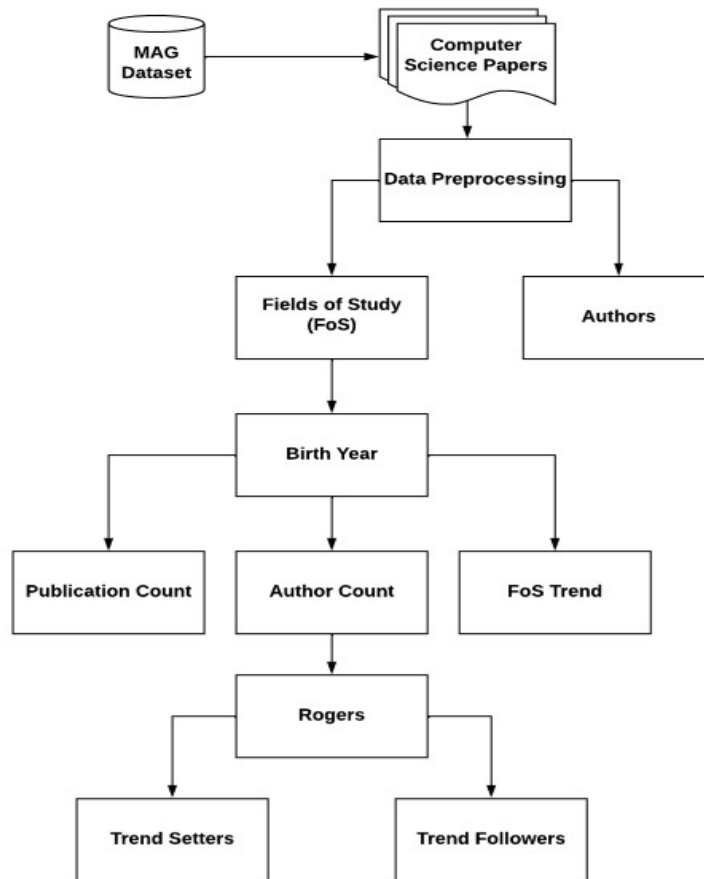 MAG
Dataset
Computer
Science Papers
Data Preprocessing
Fields of Study
(FoS)
Authors
Birth Year
Publication Count
Author Count
FoS Trend
Rogers
Trend Setters
Trend Followers